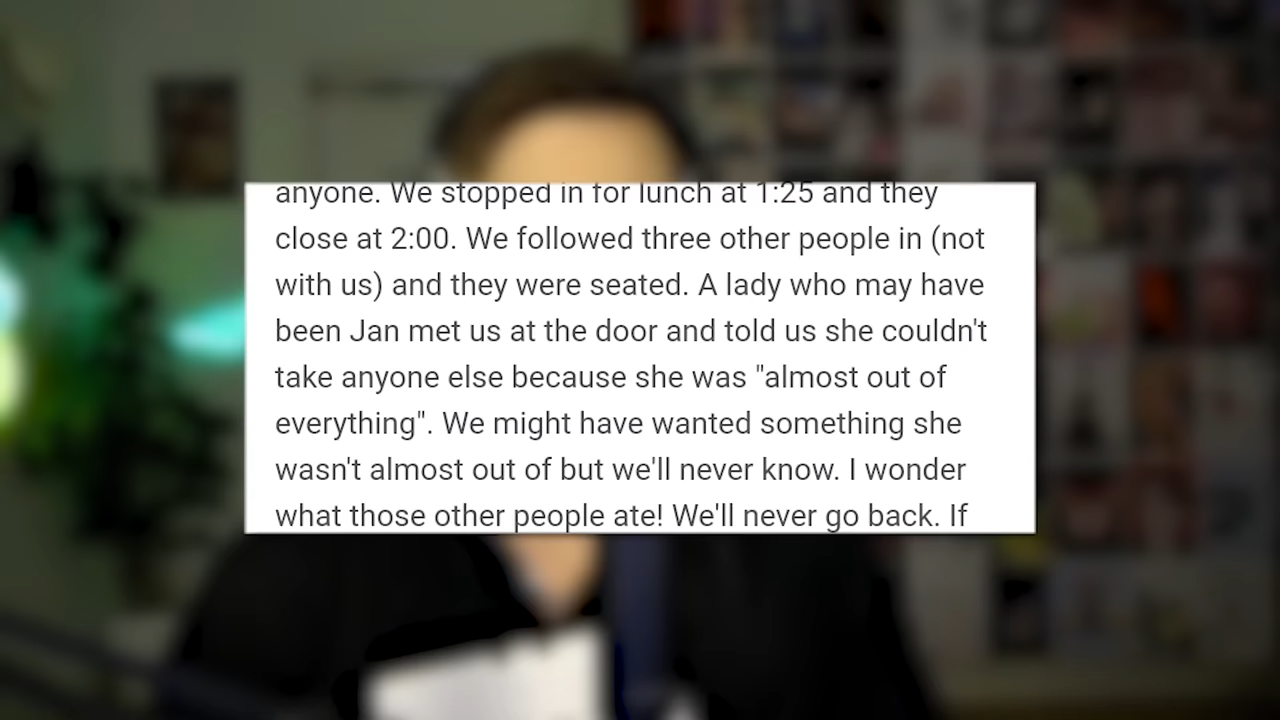 anyone. We stopped in for lunch at 1:25 and they
close at 2:00. We followed three other people in (not
with us) and they were seated. A lady who may have
been Jan met us at the door and told us she couldn't
take anyone else because she was "almost out of
everything". We might have wanted something she
wasn't almost out of but we'll never know. I wonder
what those other people ate! We'll never go back. If